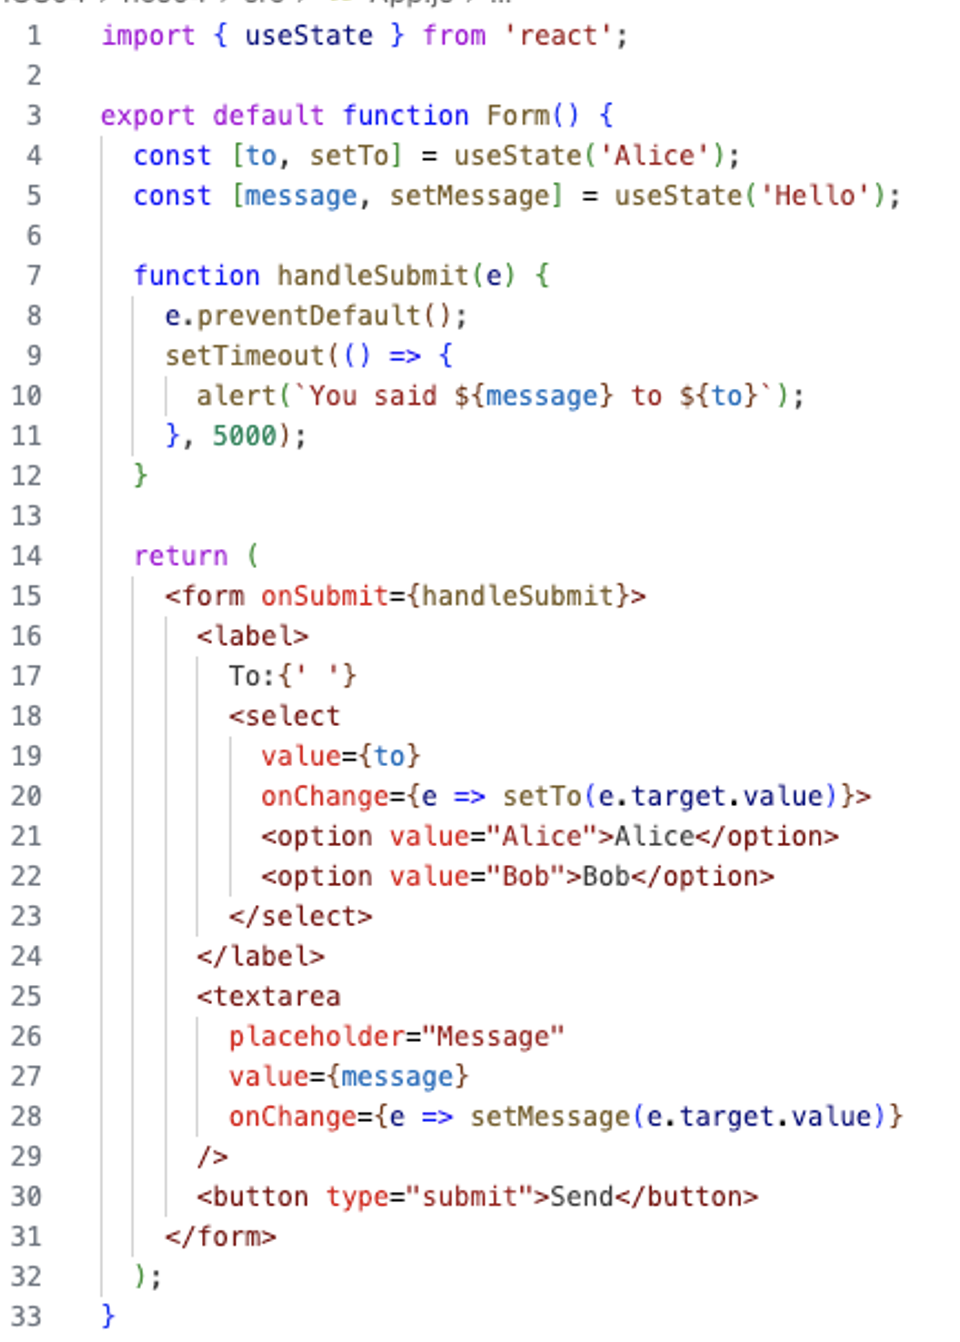 1 import { useState } from 'react';
2
3 export default function Form() {
4   const [to, setTo] = useState('Alice');
5   const [message, setMessage] = useState('Hello');
6
7   function handleSubmit(e) {
8     e.preventDefault();
9     setTimeout(() => {
10       alert(`You said ${message} to ${to}`);
11     }, 5000);
12   }
13
14   return (
15     <form onSubmit={handleSubmit}>
16       <label>
17         To:{' '}
18         <select
19           value={to}
20           onChange={e => setTo(e.target.value)}>
21           <option value="Alice">Alice</option>
22           <option value="Bob">Bob</option>
23         </select>
24       </label>
25       <textarea
26         placeholder="Message"
27         value={message}
28         onChange={e => setMessage(e.target.value)}
29       />
30       <button type="submit">Send</button>
31     </form>
32   );
33 }